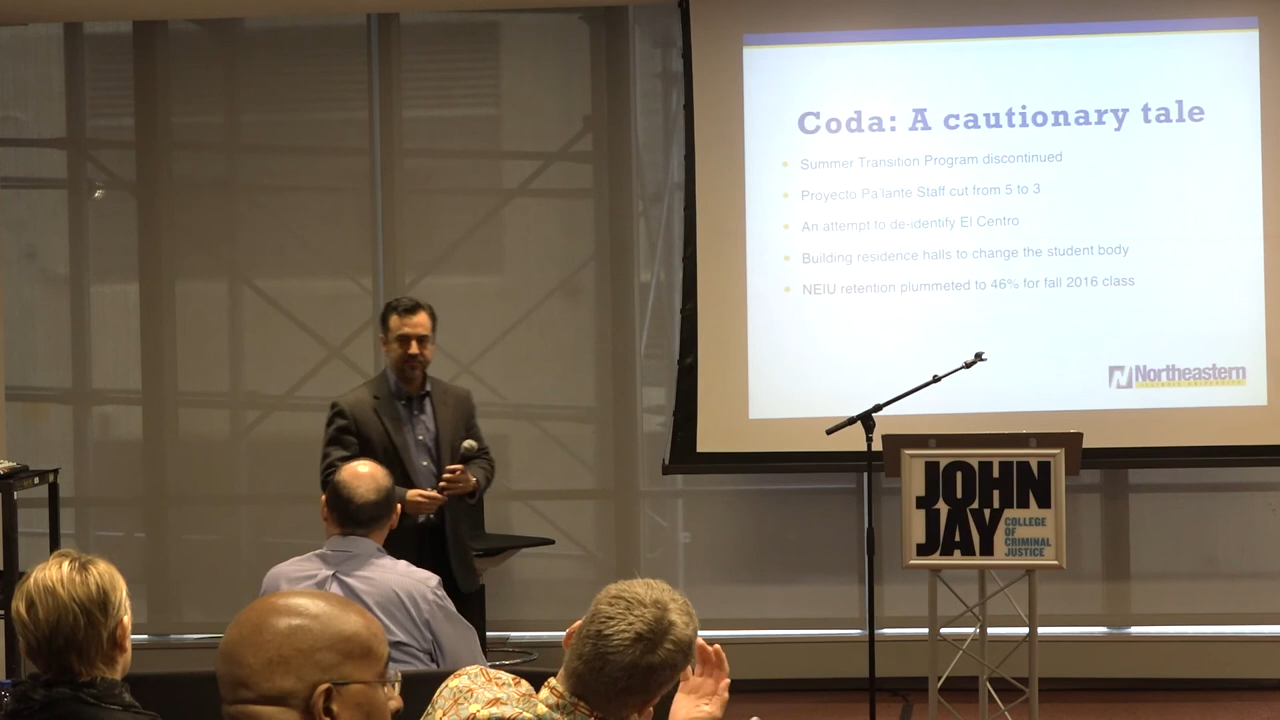 Coda: A cautionary tale
Summer Transition Program discontinued
Proyecto Pa'lante Staff cut from 5 to 3
An attempt to de-identify El Centro
Building residence halls to change the student body
NEIU retention plummeted to 46% for fall 2016 class
Northeastern
ILLINOIS UNIVERSITY
JOHN
JAY
COLLEGE
OF
CRIMINAL
JUSTICE